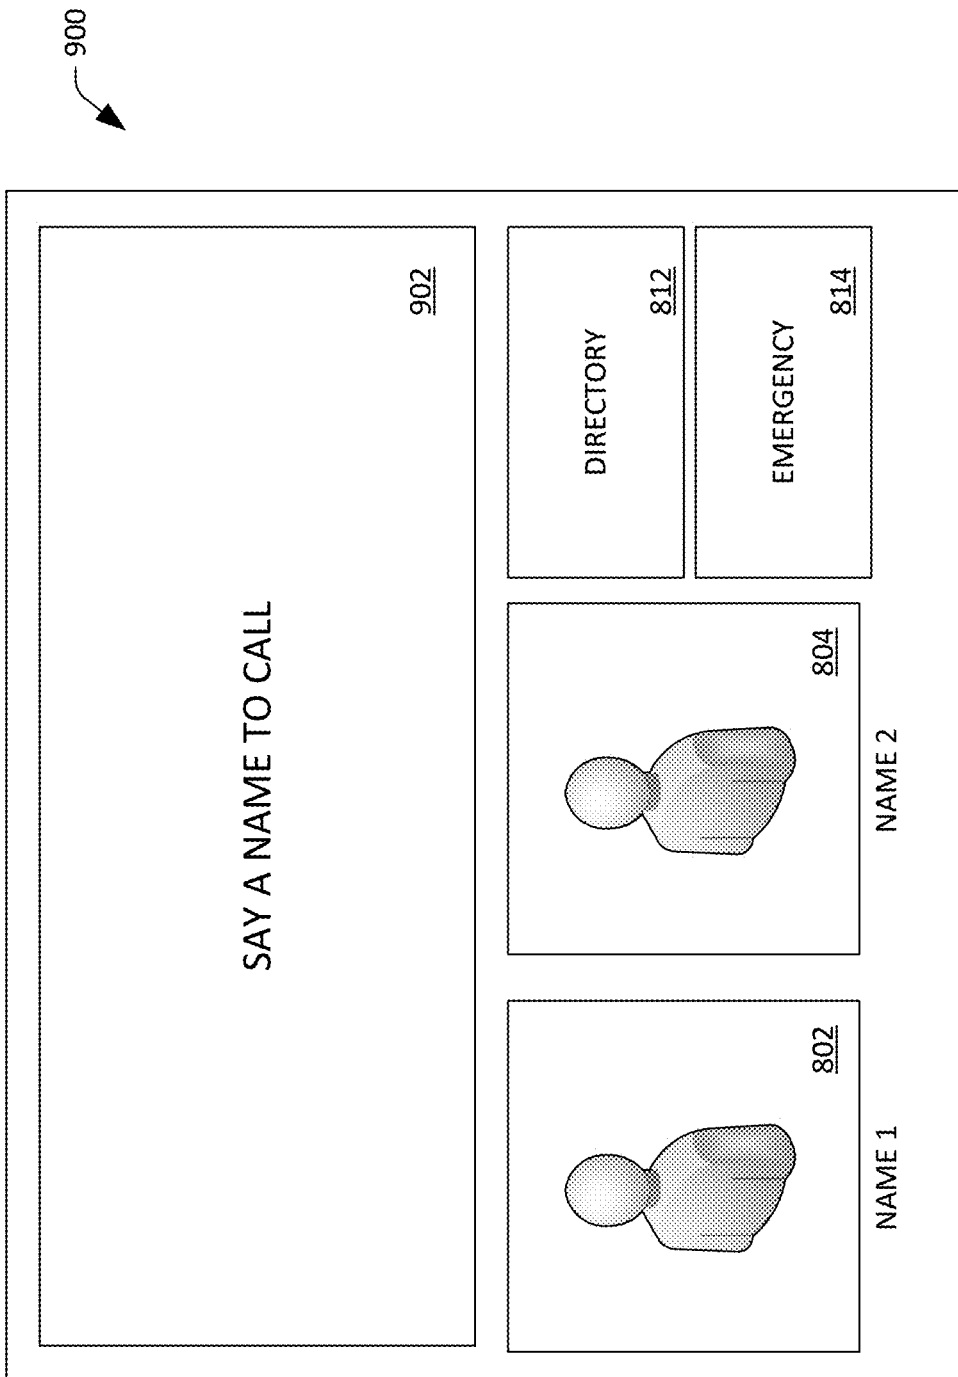 900
SAY A NAME TO CALL
902
802
NAME 1
804
NAME 2
DIRECTORY
812
EMERGENCY
814